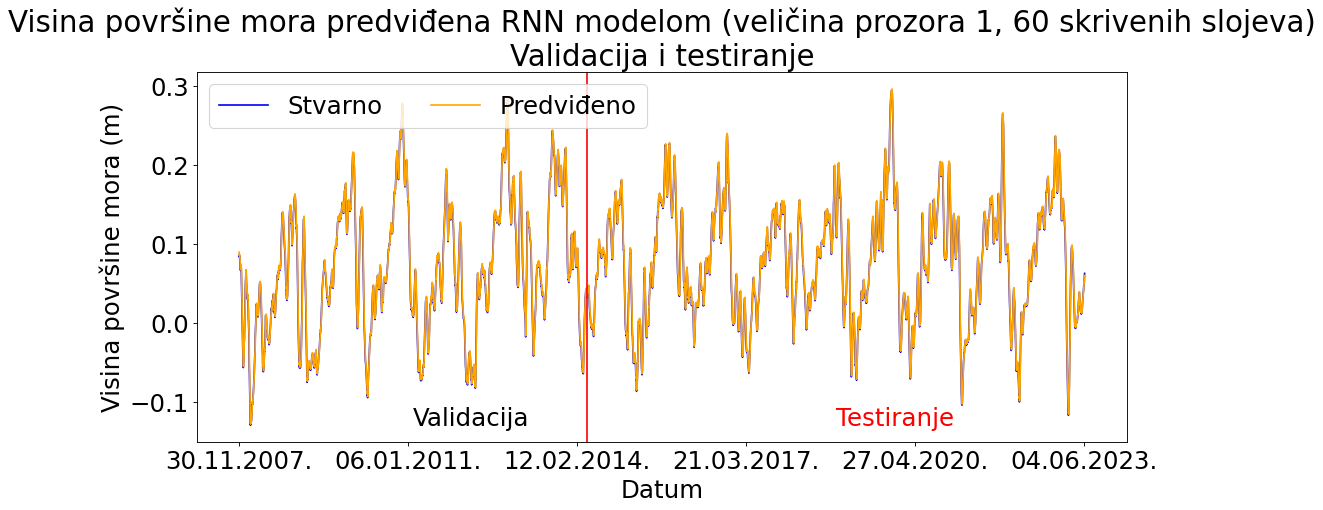 Visina površine mora predviđena RNN modelom (veličina prozora 1, 60 skrivenih slojeva)
Validacija i testiranje
Stvarno
Predviđeno
Visina površine mora (m)
0.3
0.2
0.1
0.0
−0.1
Validacija
Testiranje
30.11.2007.
06.01.2011.
12.02.2014.
21.03.2017.
27.04.2020.
04.06.2023.
Datum